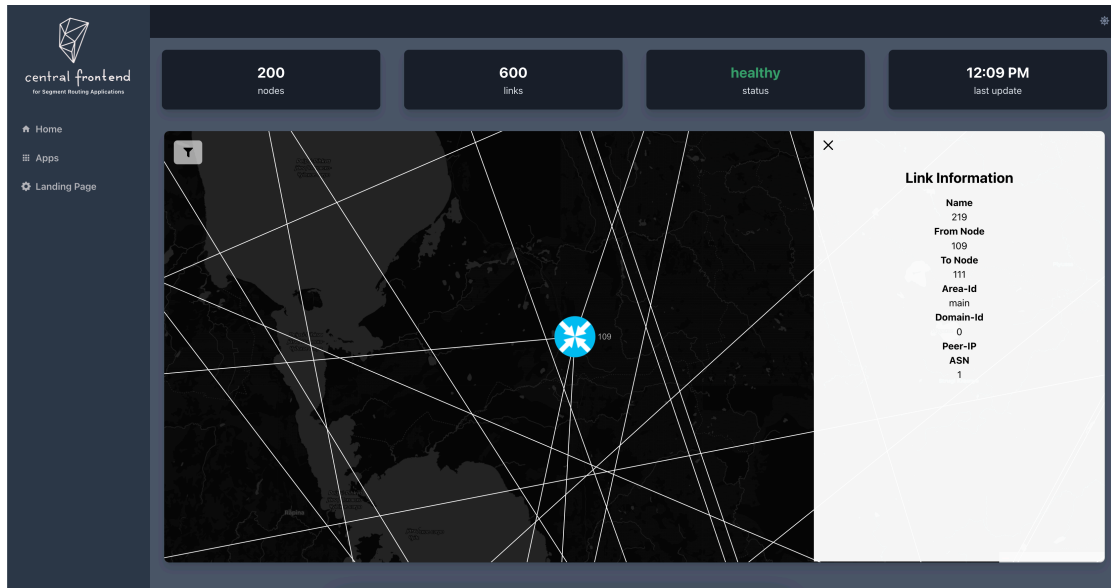 central frontend
for Segment Routing Applications
Home
Apps
Landing Page
200
nodes
600
links
healthy
status
12:09 PM
last update
109
Link Information
Name
219
From Node
109
To Node
111
Area-Id
main
Domain-Id
0
Peer-IP
ASN
1